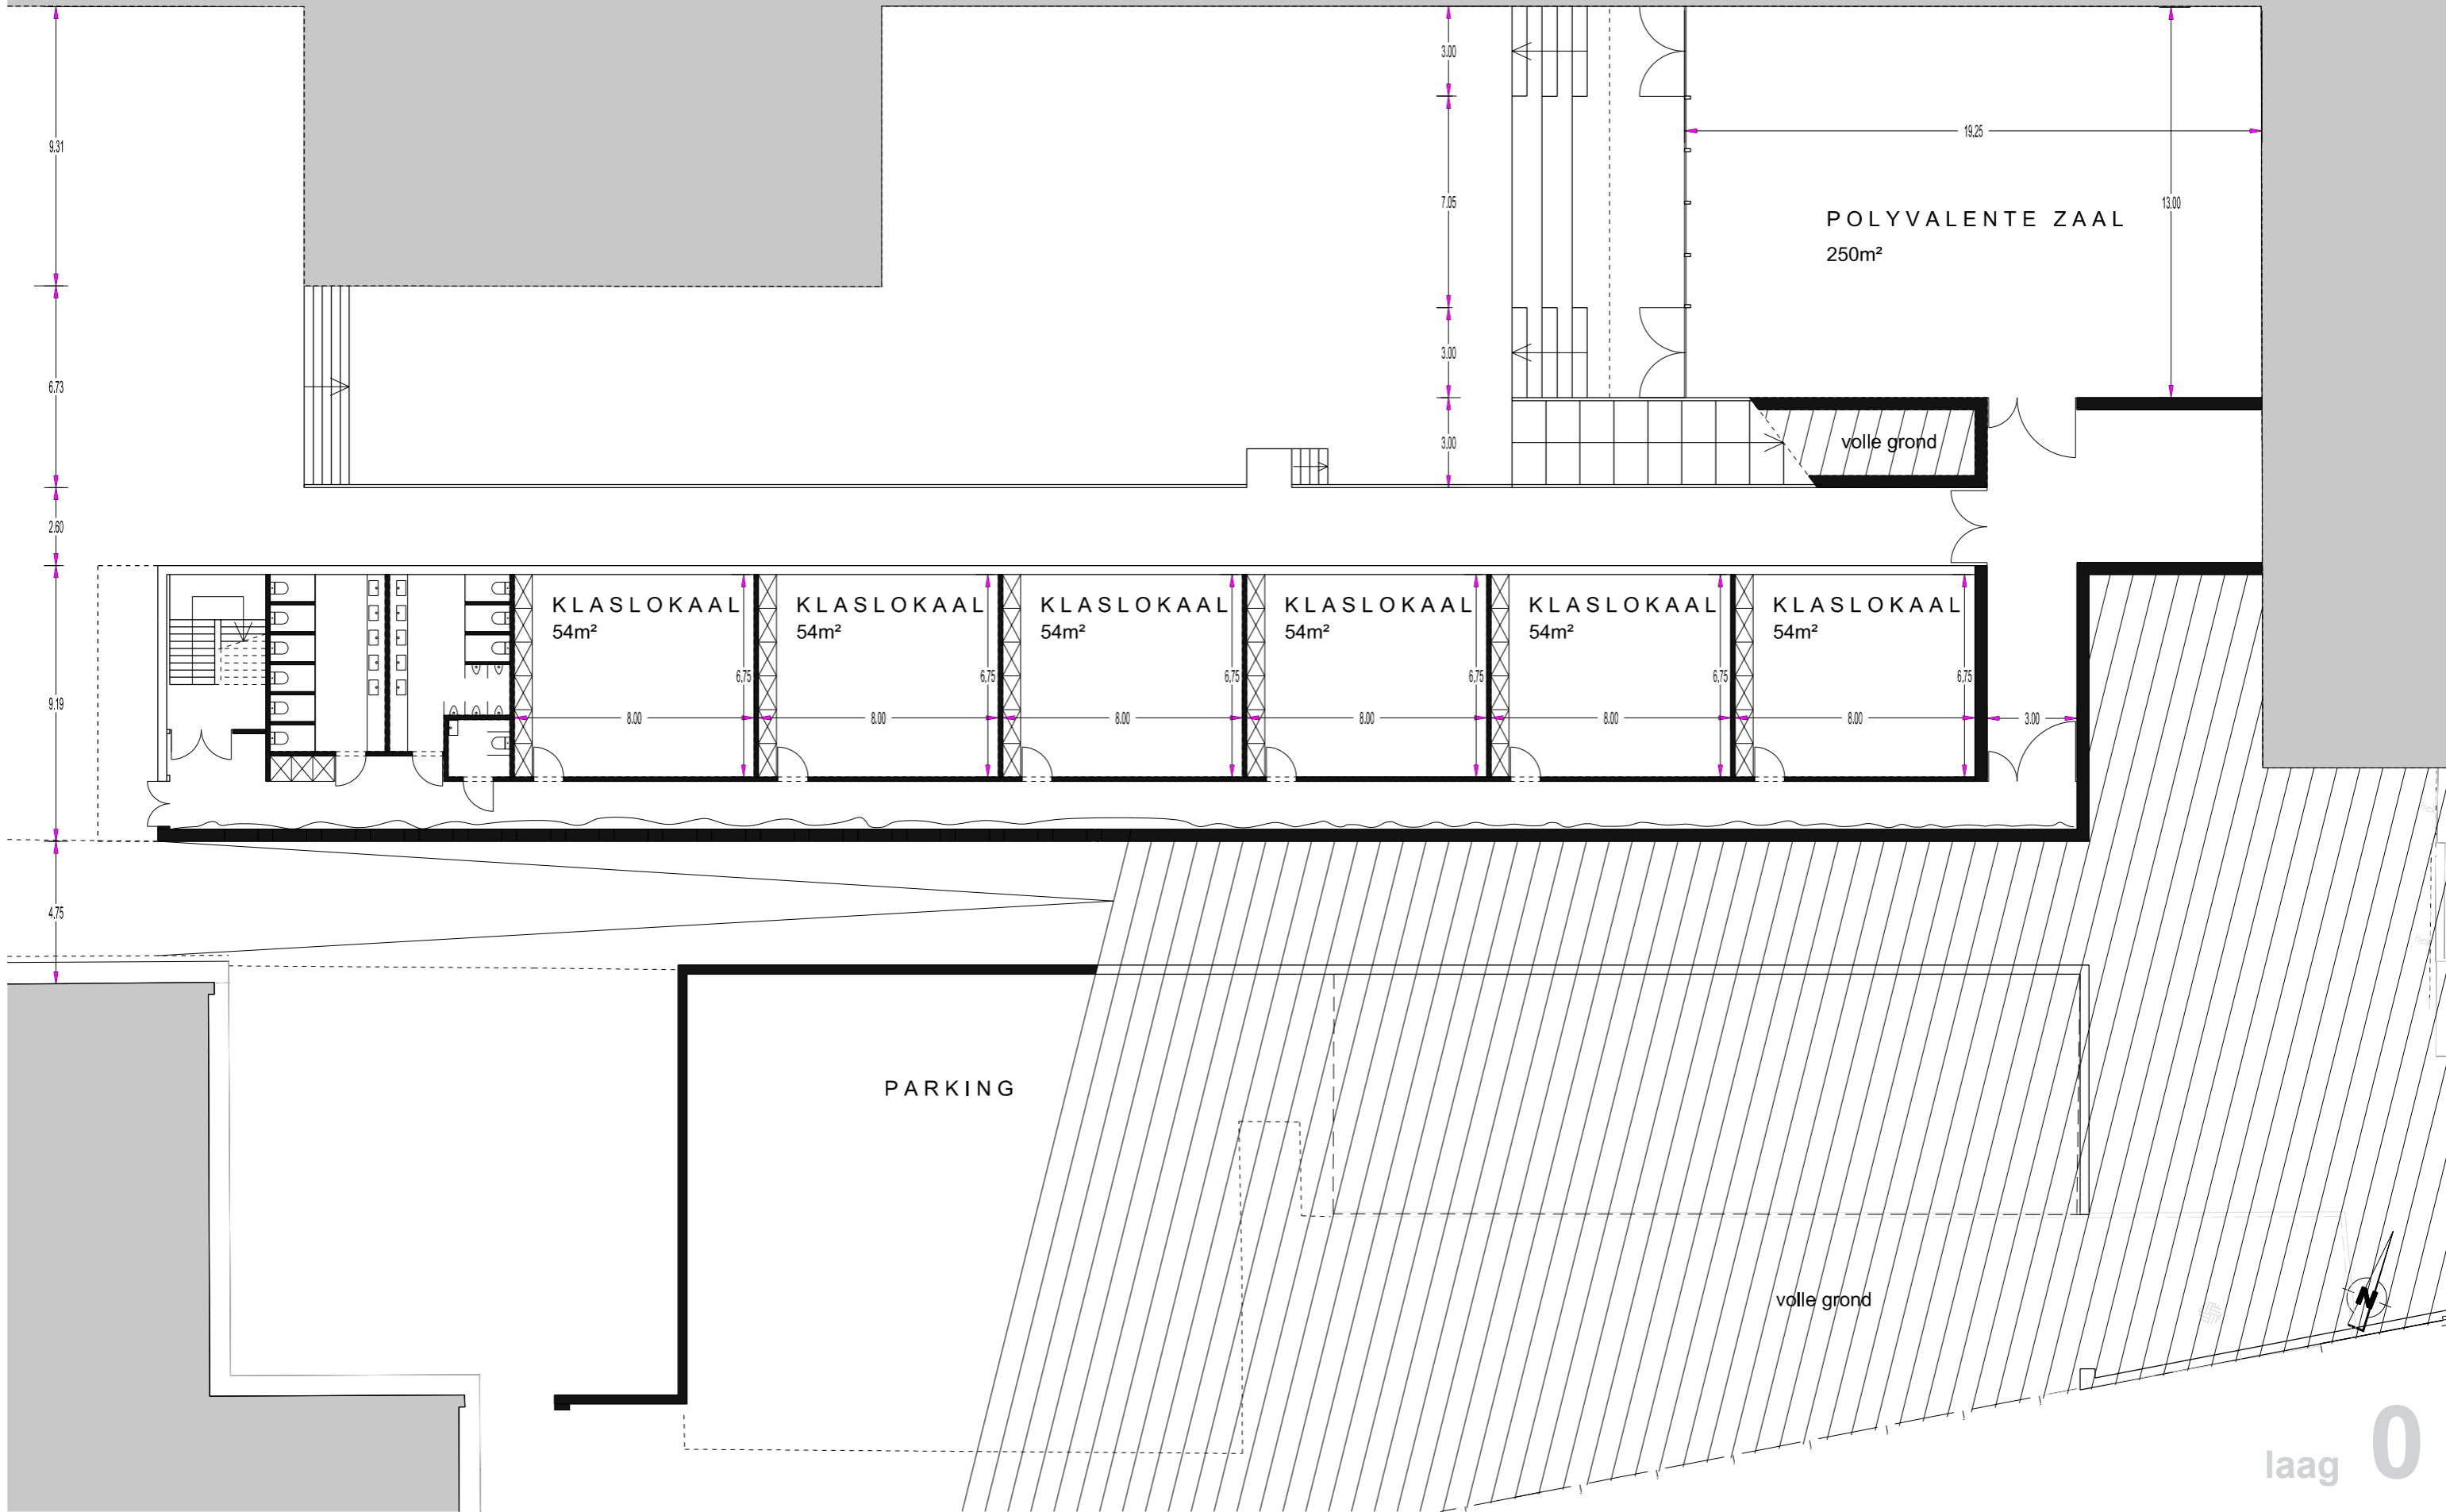 9.31
6.73
2.60
9.19
4.75
3.00
7.05
3.00
3.00
19.25
13.00
POLYVALENTE ZAAL
250m²
volle grond
KLASLOKAAL
54m²
6,75
8.00
KLASLOKAAL
54m²
6,75
8.00
KLASLOKAAL
54m²
6,75
8.00
KLASLOKAAL
54m²
6,75
8.00
KLASLOKAAL
54m²
6,75
8.00
KLASLOKAAL
54m²
6,75
8.00
3.00
PARKING
volle grond
N
laag 0